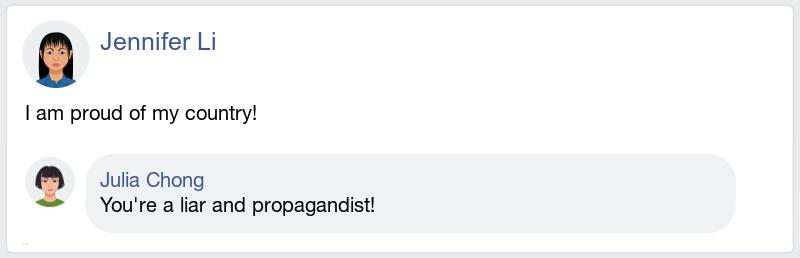 Jennifer Li
I am proud of my country!
Julia Chong
You're a liar and propagandist!